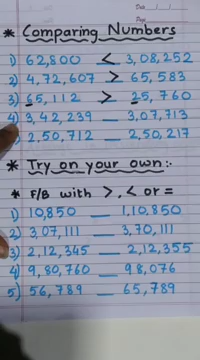 * Comparing Numbers
1) 62,800 < 3,08,252
2) 4,72,607 > 65,583
3) 65,112 > 25,760
4) 3,42,239 __ 3,07,713
2,50,712 __ 2,50,217
* Try on your own:-
* F/B with >, < or =
1) 10,850 __ 1,10,850
2) 3,07,111 __ 3,70,111
3) 2,12,345 __ 2,12,355
4) 9,80,760 __ 98,076
5) 56,789 __ 65,789